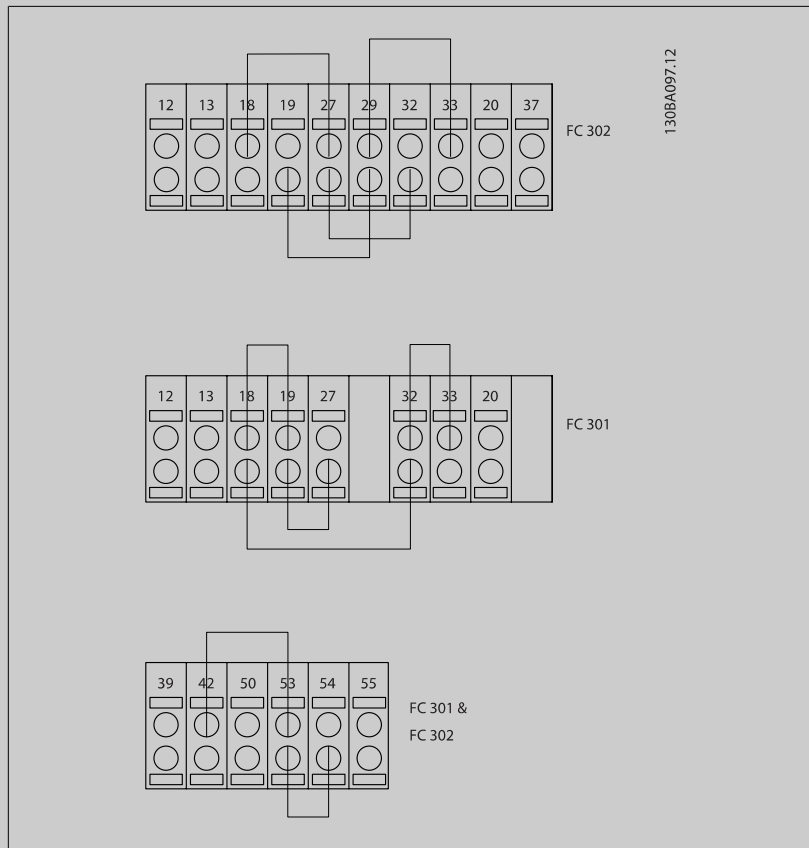 130BA097.12
12 13 18 19 27 29 32 33 20 37
FC 302
12 13 18 19 27 32 33 20
FC 301
39 42 50 53 54 55
FC 301 &
FC 302